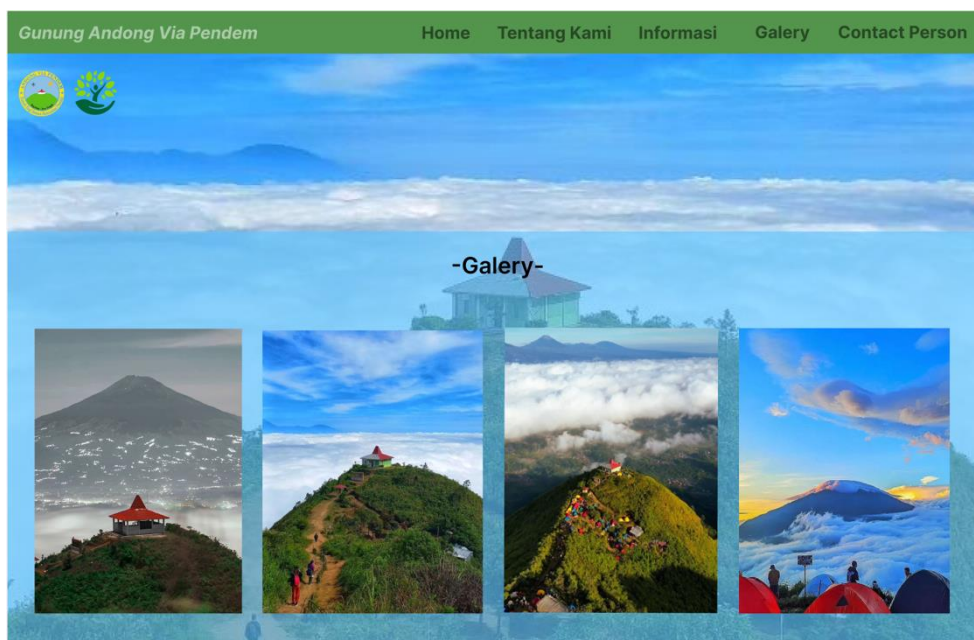 Gunung Andong Via Pendem
Home Tentang Kami Informasi Galery Contact Person
-Galery-